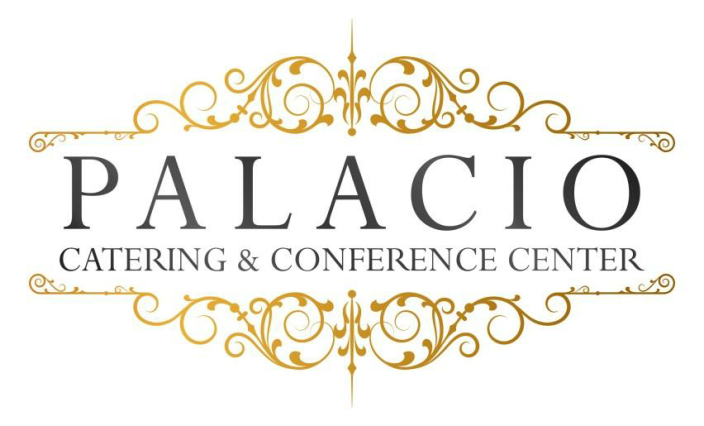 PALACIO
CATERING & CONFERENCE CENTER